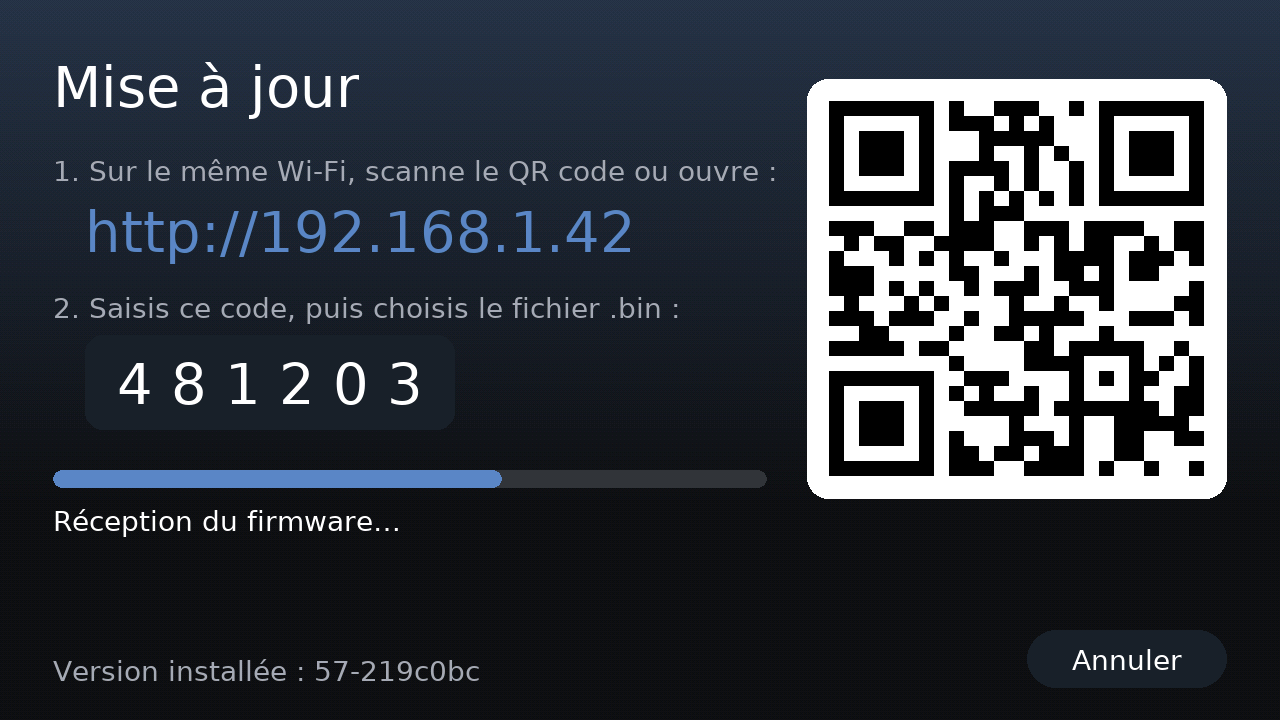 Mise à jour
1. Sur le même Wi-Fi, scanne le QR code ou ouvre :
http://192.168.1.42
2. Saisis ce code, puis choisis le fichier .bin :
4 8 1 2 0 3
Réception du firmware...
Version installée : 57-219c0bc
Annuler